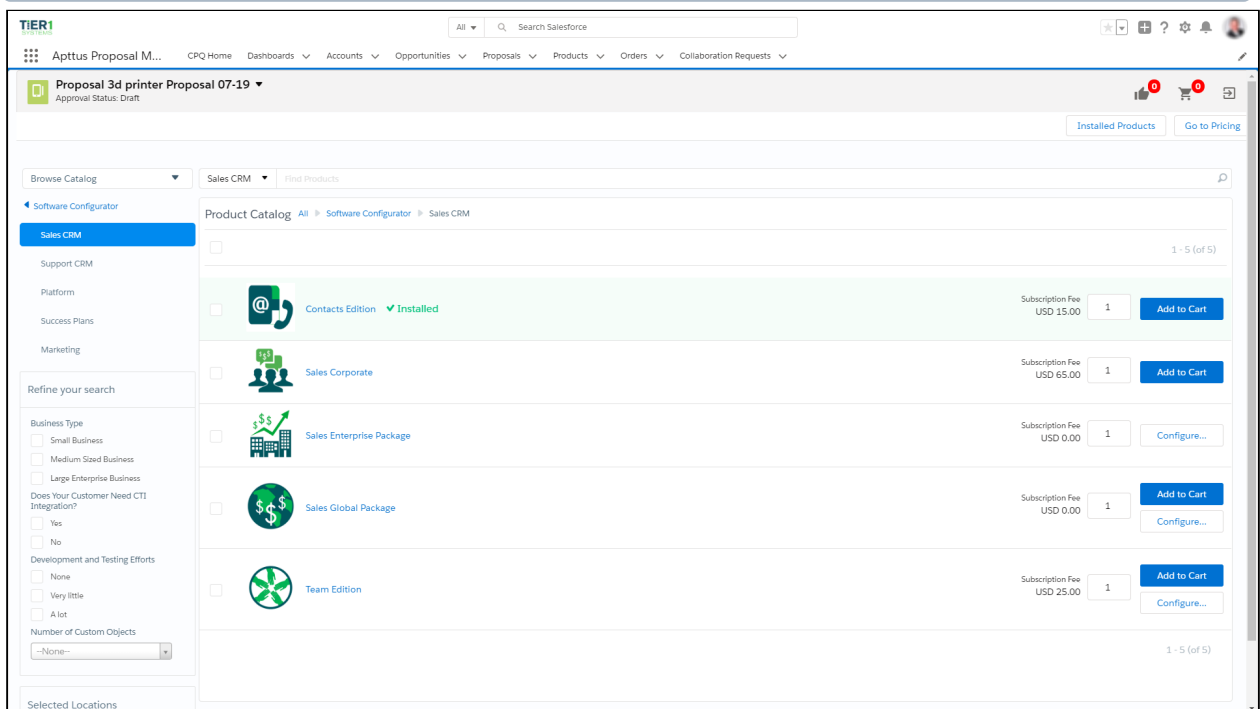 TIER1
SYSTEMS
All
Search Salesforce
Apttus Proposal M...
CPQ Home
Dashboards
Accounts
Opportunities
Proposals
Products
Orders
Collaboration Requests
Proposal 3d printer Proposal 07-19
Approval Status: Draft
0
0
Installed Products
Go to Pricing
Browse Catalog
Sales CRM
Find Products
Software Configurator
Sales CRM
Support CRM
Platform
Success Plans
Marketing
Refine your search
Business Type
Small Business
Medium Sized Business
Large Enterprise Business
Does Your Customer Need CTI
Integration?
Yes
No
Development and Testing Efforts
None
Very little
A lot
Number of Custom Objects
--None--
Selected Locations
Product Catalog All Software Configurator Sales CRM
1 - 5 (of 5)
Contacts Edition Installed
Subscription Fee
USD 15.00
1
Add to Cart
Sales Corporate
Subscription Fee
USD 65.00
1
Add to Cart
Sales Enterprise Package
Subscription Fee
USD 0.00
1
Configure...
Sales Global Package
Subscription Fee
USD 0.00
1
Add to Cart
Configure...
Team Edition
Subscription Fee
USD 25.00
1
Add to Cart
Configure...
1 - 5 (of 5)